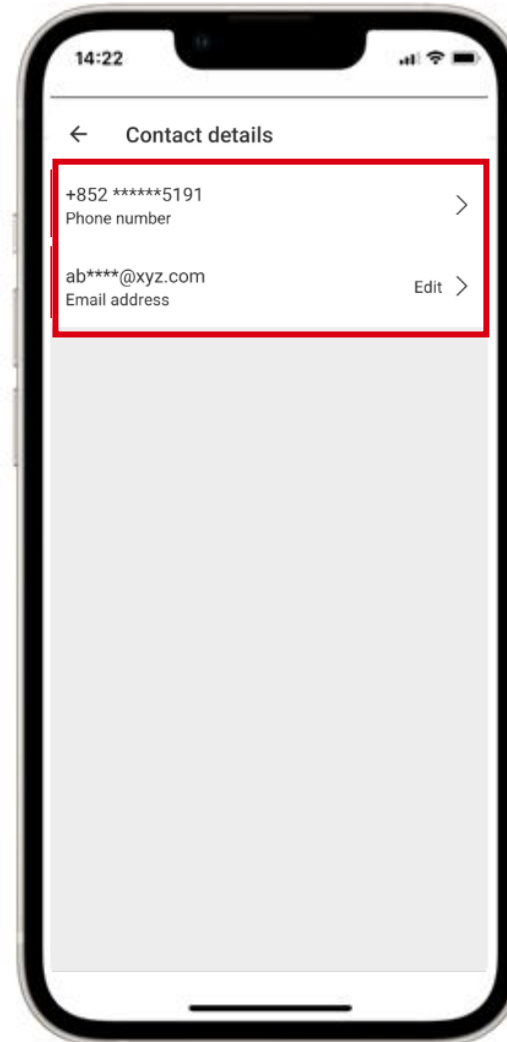 14:22
Contact details
+852 ******5191
Phone number
ab****@xyz.com
Email address
Edit